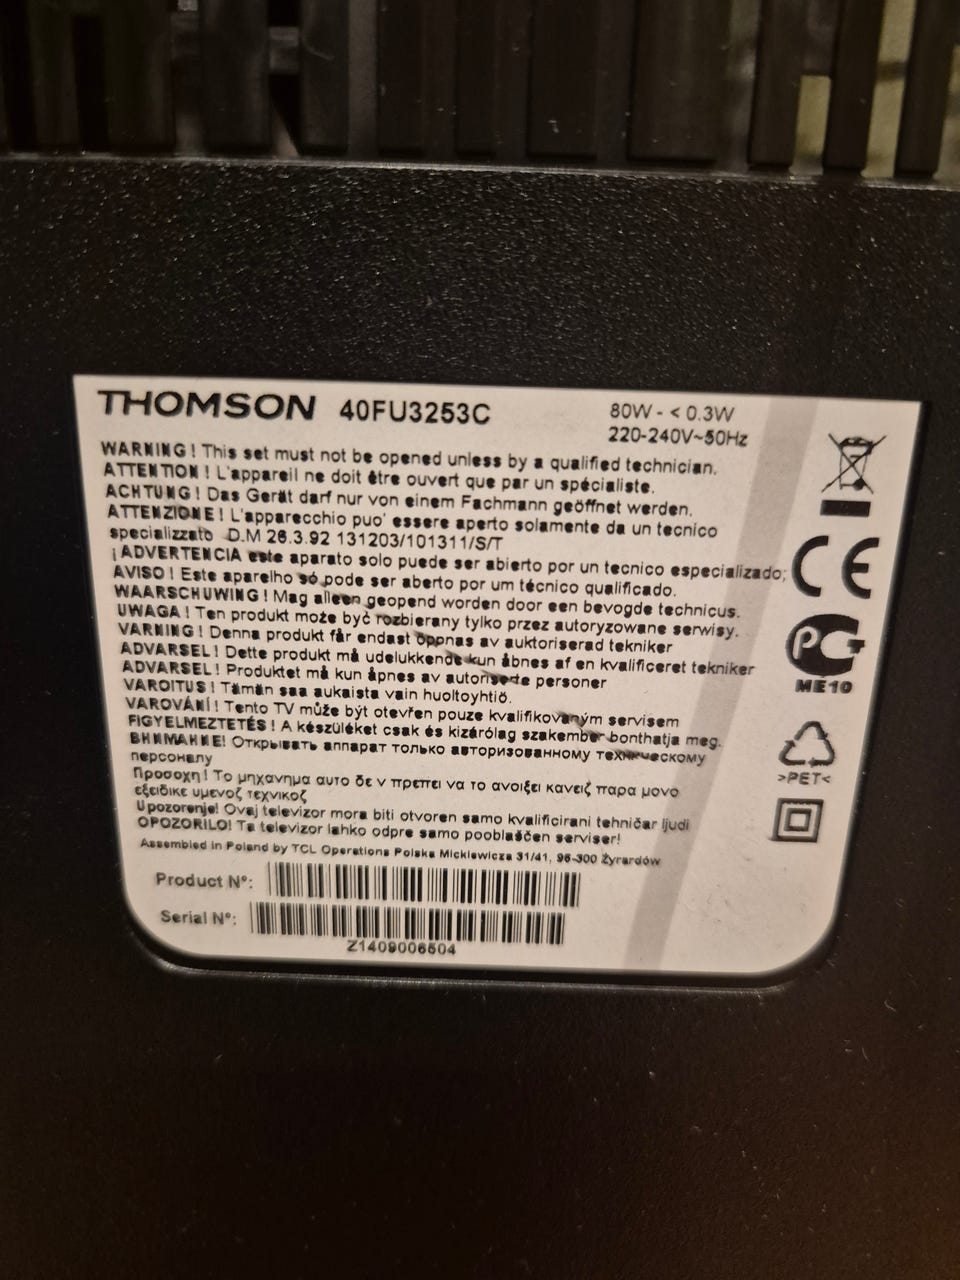 THOMSON 40FU3253C
80W - < 0.3W
220-240V~50Hz
WARNING ! This set must not be opened unless by a qualified technician.
ATTENTION ! L'appareil ne doit être ouvert que par un spécialiste.
ACHTUNG ! Das Gerät darf nur von einem Fachmann geöffnet werden.
ATTENZIONE ! L'apparecchio puo' essere aperto solamente da un tecnico
specializzato D.M 26.3.92 131203/101311/S/T
¡ADVERTENCIA este aparato solo puede ser abierto por un tecnico especializado;
AVISO ! Este aparelho só pode ser aberto por um técnico qualificado.
WAARSCHUWING ! Mag alleen geopend worden door een bevogde technicus.
UWAGA ! Ten produkt może być rozbierany tylko przez autoryzowane serwisy.
VARNING ! Denna produkt får endast öppnas av auktoriserad tekniker
ADVARSEL ! Dette produkt må udelukkende kun åbnes af en kvalificeret tekniker
ADVARSEL ! Produktet må kun åpnes av autoriserte personer
VAROITUS ! Tämän saa aukaista vain huoltoyhtiö.
VAROVÁNÍ ! Tento TV může být otevřen pouze kvalifikovaným servisem
FIGYELMEZTETÉS ! A készüléket csak és kizárólag szakember bonthatja meg.
ВНИМАНИЕ! Открывать аппарат только авторизованному техническому
персоналу
Προσοχη ! Το μηχανημα αυτο δε ν πρεπει να το ανοιξει κανεις παρα μονο
εξειδικε υμενος τεχνικος
Upozorenje! Ovaj televizor mora biti otvoren samo kvalificirani tehničar ljudi
OPOZORILO! Ta televizor lahko odpre samo pooblaščen serviser!
Assembled in Poland by TCL Operations Polska Mickiewicza 31/41, 96-300 Żyrardów
CE
PG
ME10
>PET<
Product N°:
Serial N°:
Z1409006504